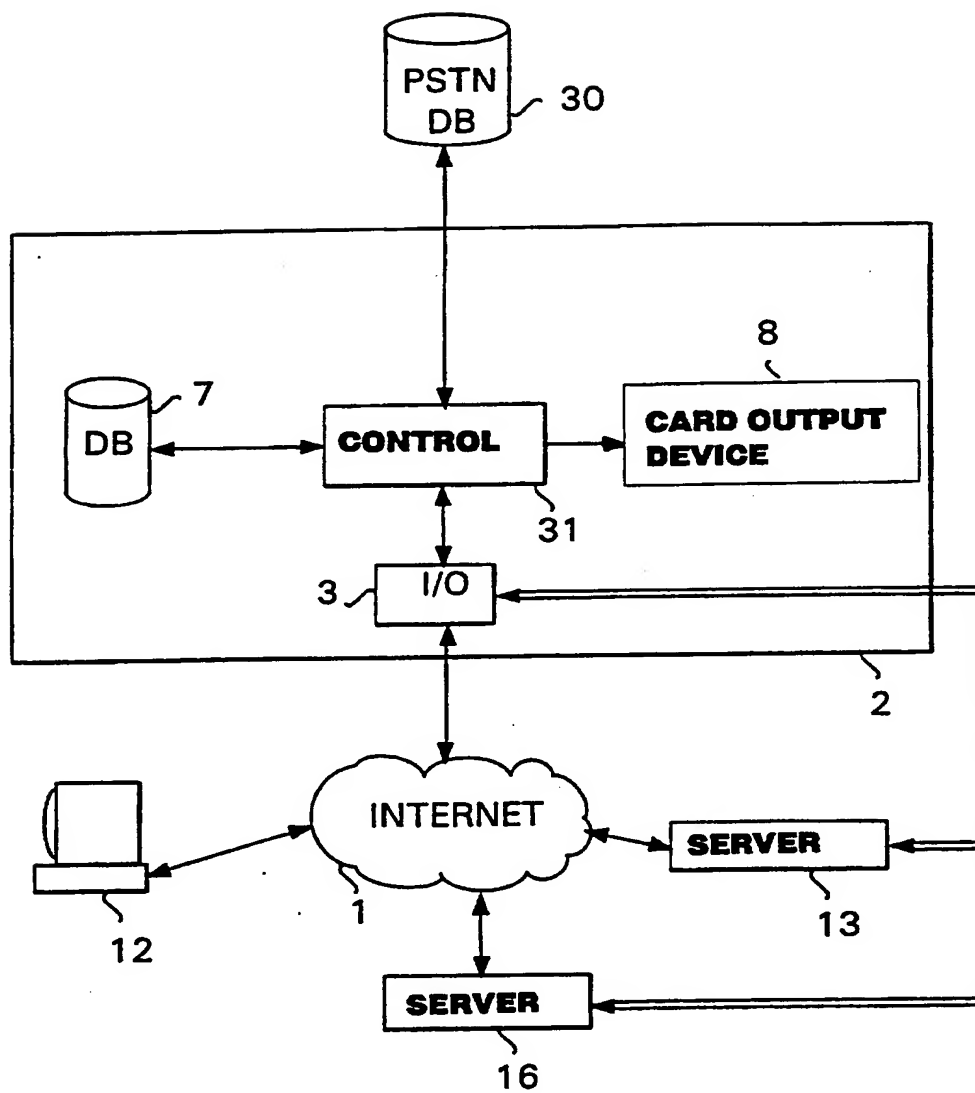 PSTN
DB
30
8
7
DB
CONTROL
CARD OUTPUT
DEVICE
31
3
I/O
2
INTERNET
SERVER
1
12
13
SERVER
16